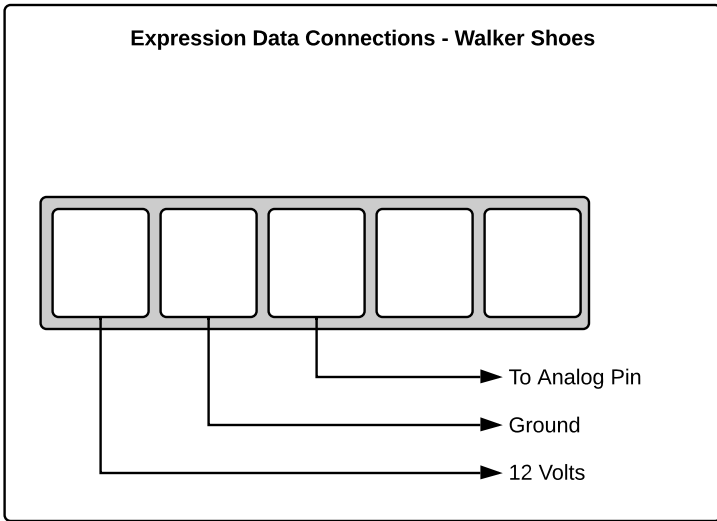 Expression Data Connections - Walker Shoes
To Analog Pin
Ground
12 Volts